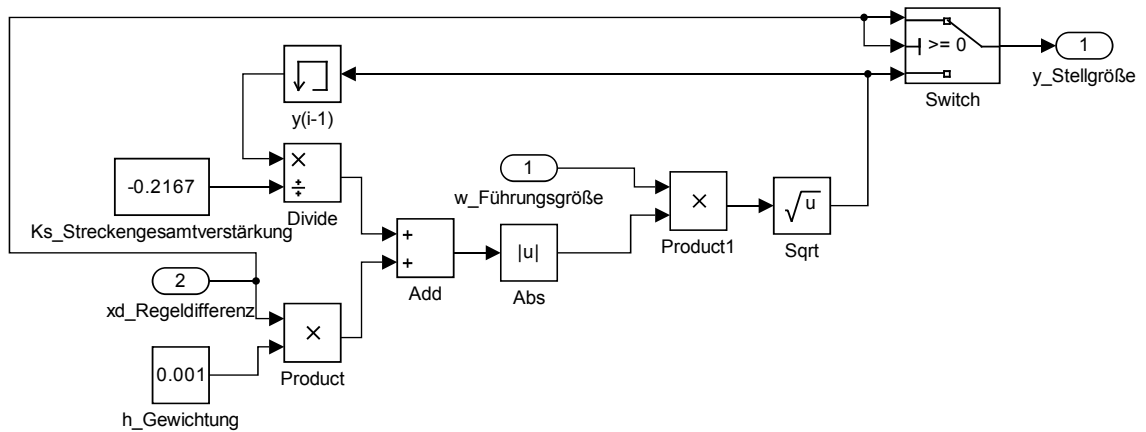 >= 0
1
y_Stellgröße
Switch
y(i-1)
×
÷
Divide
-0.2167
Ks_Streckengesamtverstärkung
1
w_Führungsgröße
×
Product1
√u
Sqrt
+
+
Add
|u|
Abs
2
xd_Regeldifferenz
×
Product
0.001
h_Gewichtung